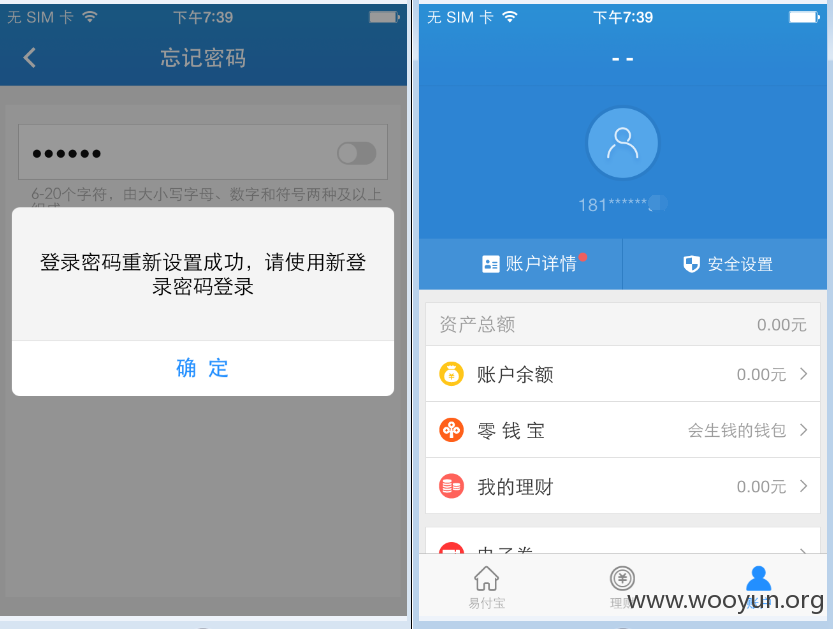 无 SIM 卡
下午7:39
忘记密码
6-20个字符，由大小写字母、数字和符号两种及以上
登录密码重新设置成功，请使用新登
录密码登录
确 定
无 SIM 卡
下午7:39
--
181******
账户详情
安全设置
资产总额
0.00元
账户余额
0.00元
零 钱 宝
会生钱的钱包
我的理财
0.00元
电子券
易付宝
理财
账户
www.wooyun.org